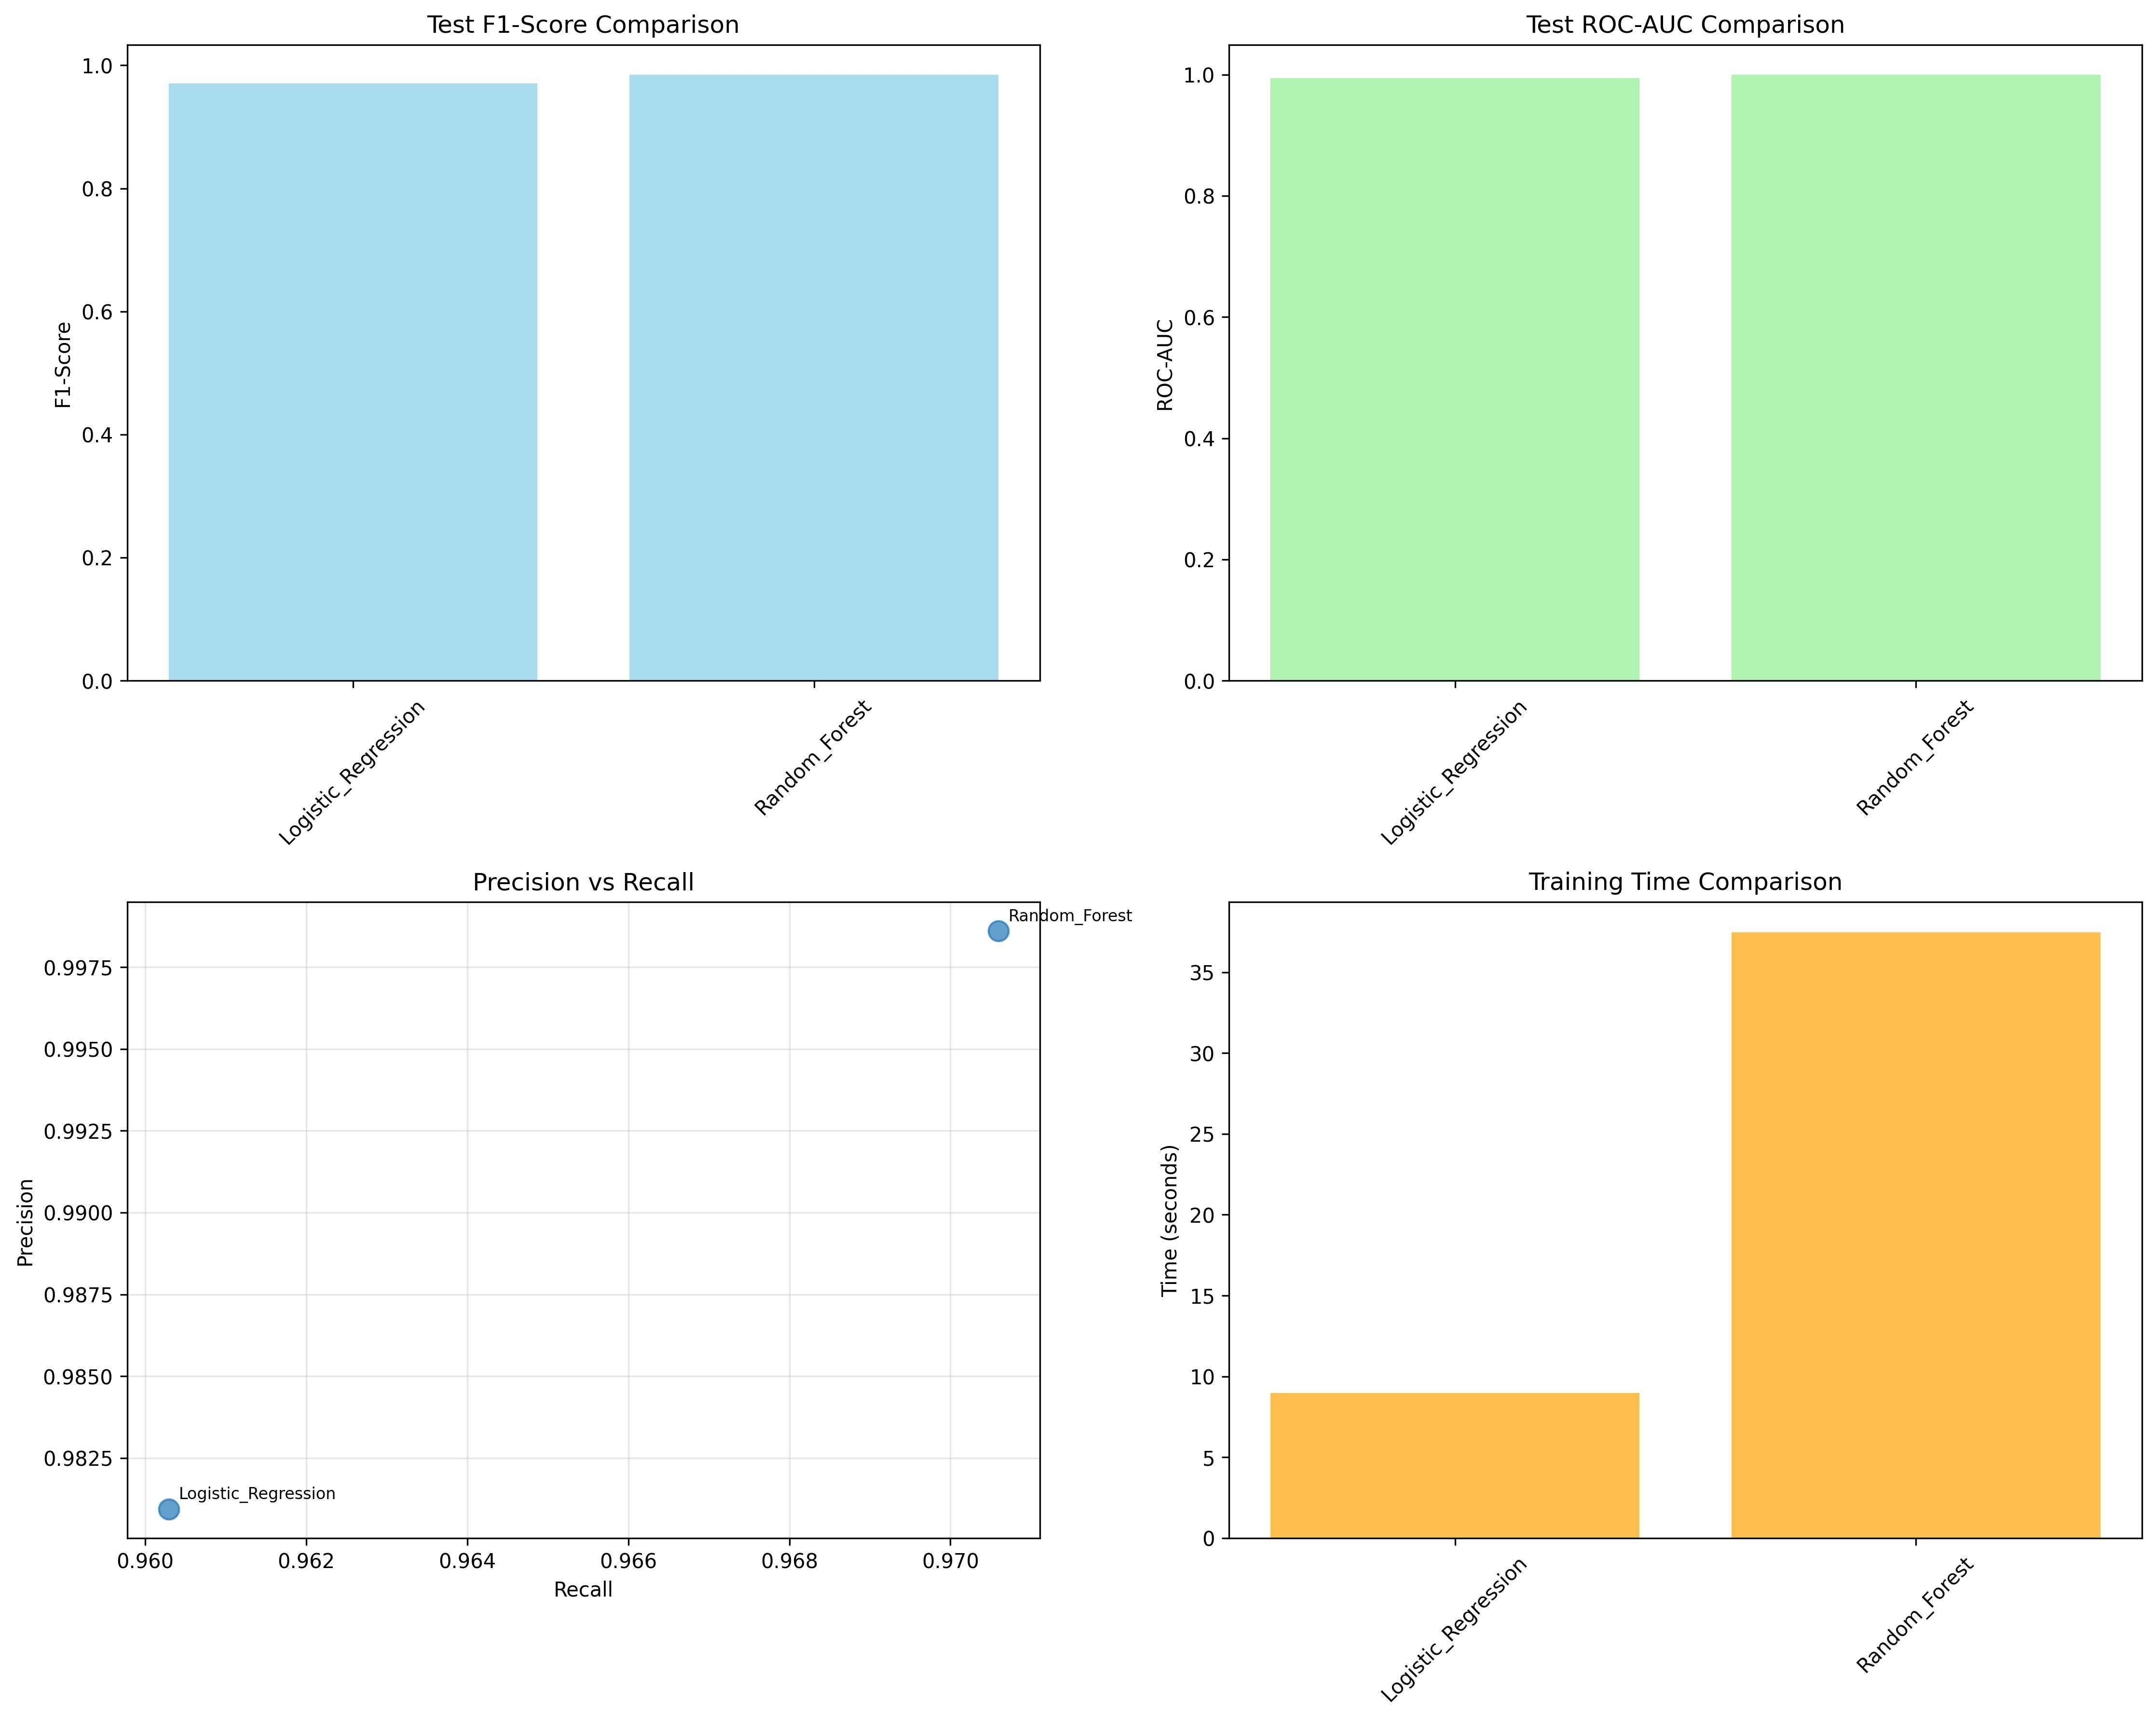 Test F1-Score Comparison
1.0
0.8
0.6
0.4
0.2
0.0
F1-Score
Logistic_Regression
Random_Forest
Test ROC-AUC Comparison
1.0
0.8
0.6
0.4
0.2
0.0
ROC-AUC
Logistic_Regression
Random_Forest
Precision vs Recall
Random_Forest
0.9975
0.9950
0.9925
0.9900
0.9875
0.9850
0.9825
Precision
Logistic_Regression
0.960 0.962 0.964 0.966 0.968 0.970
Recall
Training Time Comparison
35
30
25
20
15
10
5
0
Time (seconds)
Logistic_Regression
Random_Forest